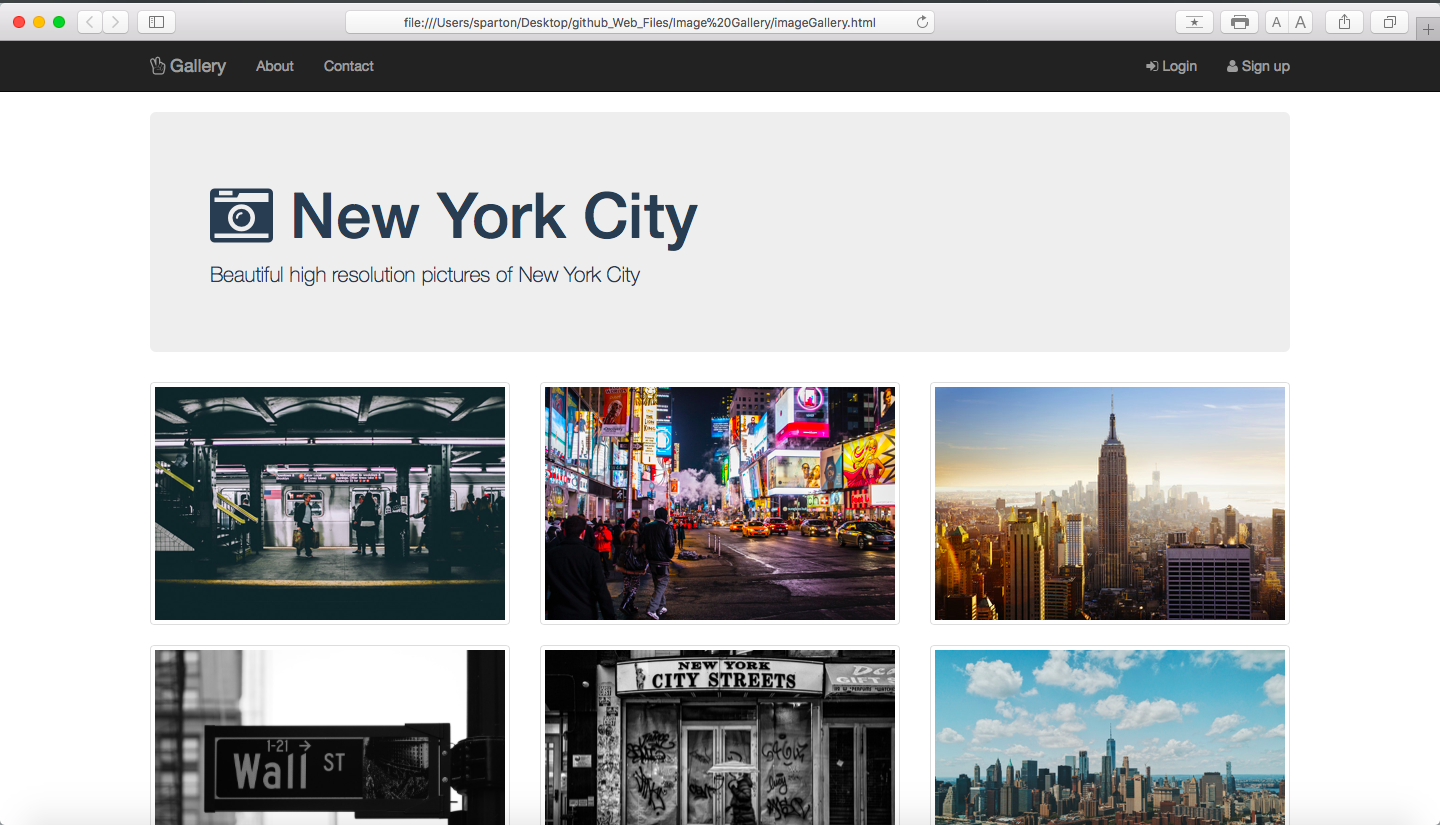 file:///Users/sparton/Desktop/github_Web_Files/Image%20Gallery/imageGallery.html
A A
Gallery About Contact Login Sign up
New York City
Beautiful high resolution pictures of New York City
1-21 →
Wall ST
NEW YORK
CITY STREETS
GIFT S